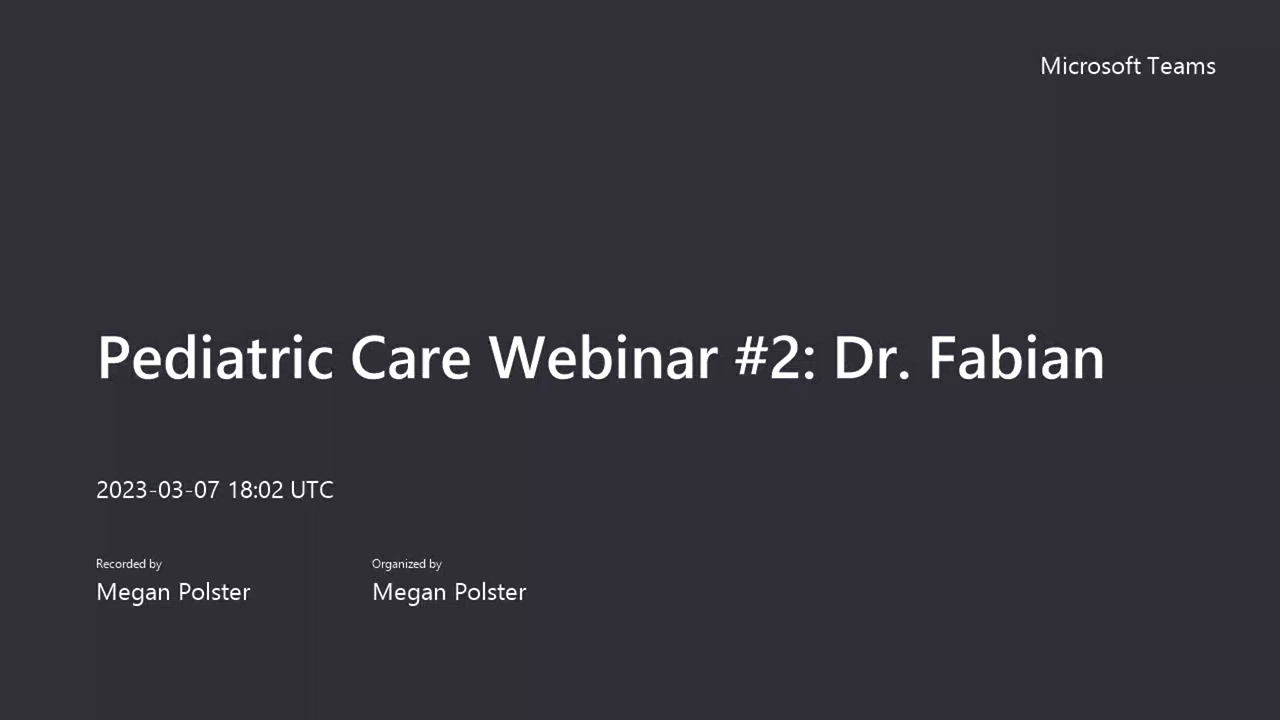 Microsoft Teams
Pediatric Care Webinar #2: Dr. Fabian
2023-03-07 18:02 UTC
Recorded by
Megan Polster
Organized by
Megan Polster